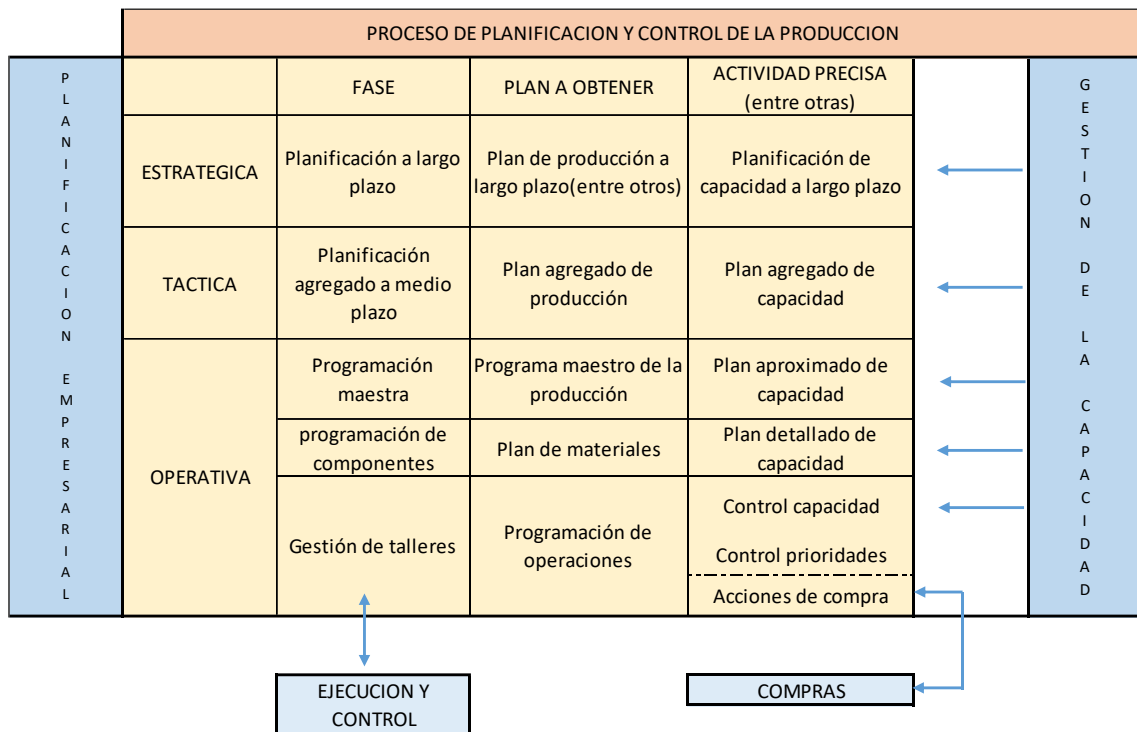 PROCESO DE PLANIFICACION Y CONTROL DE LA PRODUCCION
PLANIFICACION EMPRESARIAL
FASE
PLAN A OBTENER
ACTIVIDAD PRECISA
(entre otras)
ESTRATEGICA
Planificación a largo
plazo
Plan de producción a
largo plazo(entre otros)
Planificación de
capacidad a largo plazo
TACTICA
Planificación
agregado a medio
plazo
Plan agregado de
producción
Plan agregado de
capacidad
OPERATIVA
Programación
maestra
Programa maestro de la
producción
Plan aproximado de
capacidad
programación de
componentes
Plan de materiales
Plan detallado de
capacidad
Gestión de talleres
Programación de
operaciones
Control capacidad
Control prioridades
Acciones de compra
GESTION DE LA CAPACIDAD
EJECUCION Y
CONTROL
COMPRAS